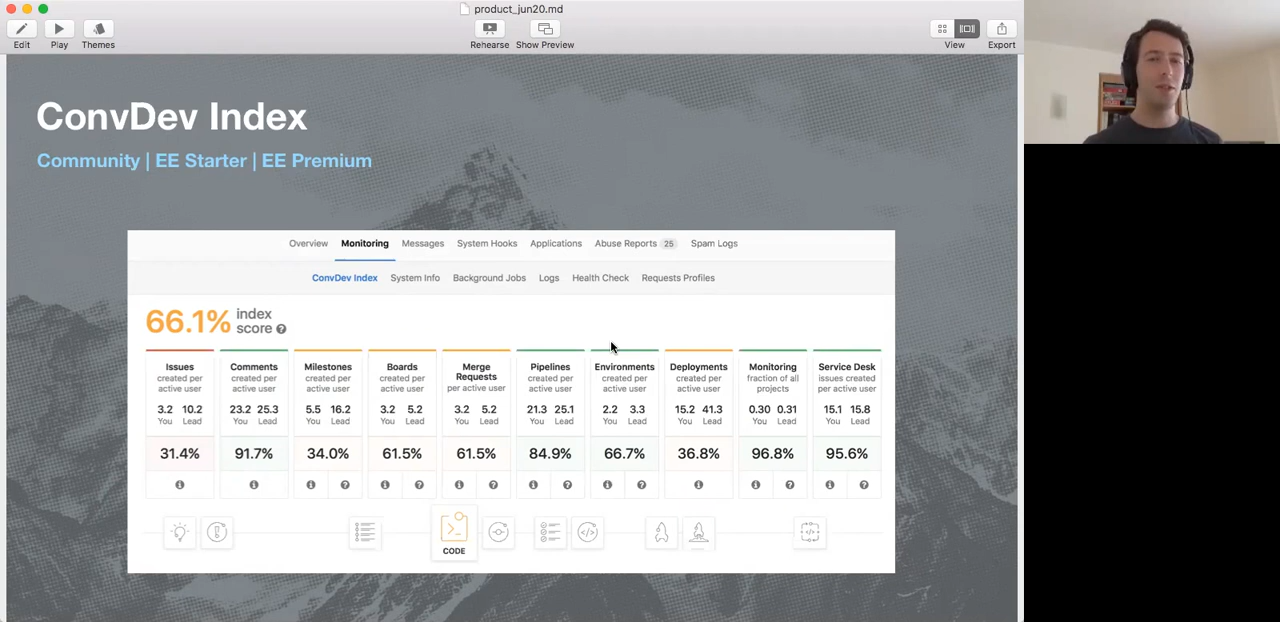 product_jun20.md
Edit Play Themes Rehearse Show Preview View Export
ConvDev Index
Community | EE Starter | EE Premium
Overview Monitoring Messages System Hooks Applications Abuse Reports 25 Spam Logs
ConvDev Index System Info Background Jobs Logs Health Check Requests Profiles
66.1% index
score ?
Issues
created per
active user
3.2 10.2
You Lead
31.4%
Comments
created per
active user
23.2 25.3
You Lead
91.7%
Milestones
created per
active user
5.5 16.2
You Lead
34.0%
Boards
created per
active user
3.2 5.2
You Lead
61.5%
Merge
Requests
per active user
3.2 5.2
You Lead
61.5%
Pipelines
created per
active user
21.3 25.1
You Lead
84.9%
Environments
created per
active user
2.2 3.3
You Lead
66.7%
Deployments
created per
active user
15.2 41.3
You Lead
36.8%
Monitoring
fraction of all
projects
0.30 0.31
You Lead
96.8%
Service Desk
issues created
per active user
15.1 15.8
You Lead
95.6%
CODE